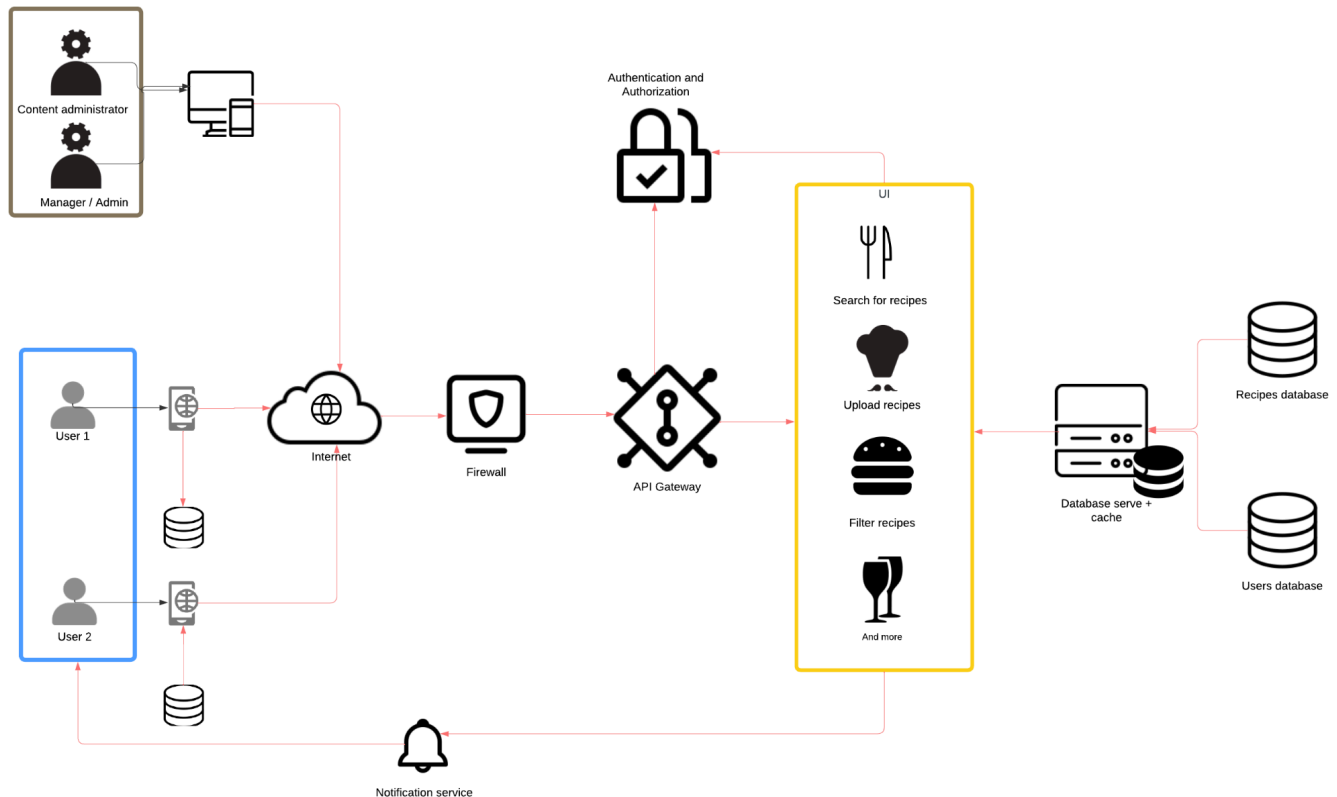 Content administrator
Manager / Admin
Authentication and
Authorization
UI
Search for recipes
Upload recipes
Filter recipes
And more
User 1
User 2
Internet
Firewall
API Gateway
Database serve +
cache
Recipes database
Users database
Notification service